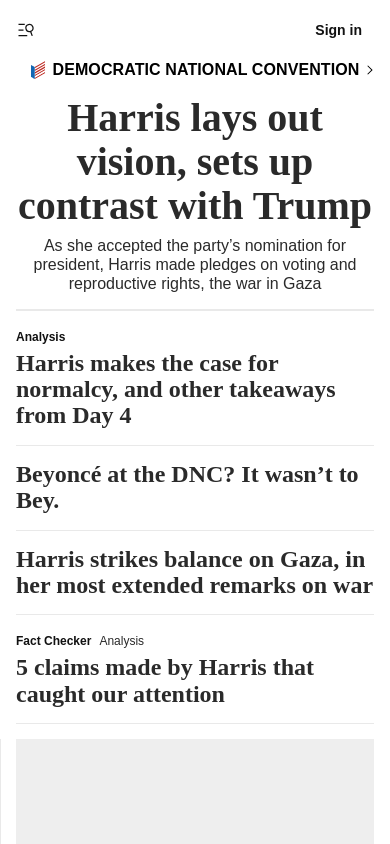 Sign in
DEMOCRATIC NATIONAL CONVENTION
Harris lays out
vision, sets up
contrast with Trump
As she accepted the party’s nomination for
president, Harris made pledges on voting and
reproductive rights, the war in Gaza
Analysis
Harris makes the case for
normalcy, and other takeaways
from Day 4
Beyoncé at the DNC? It wasn’t to
Bey.
Harris strikes balance on Gaza, in
her most extended remarks on war
Fact Checker Analysis
5 claims made by Harris that
caught our attention